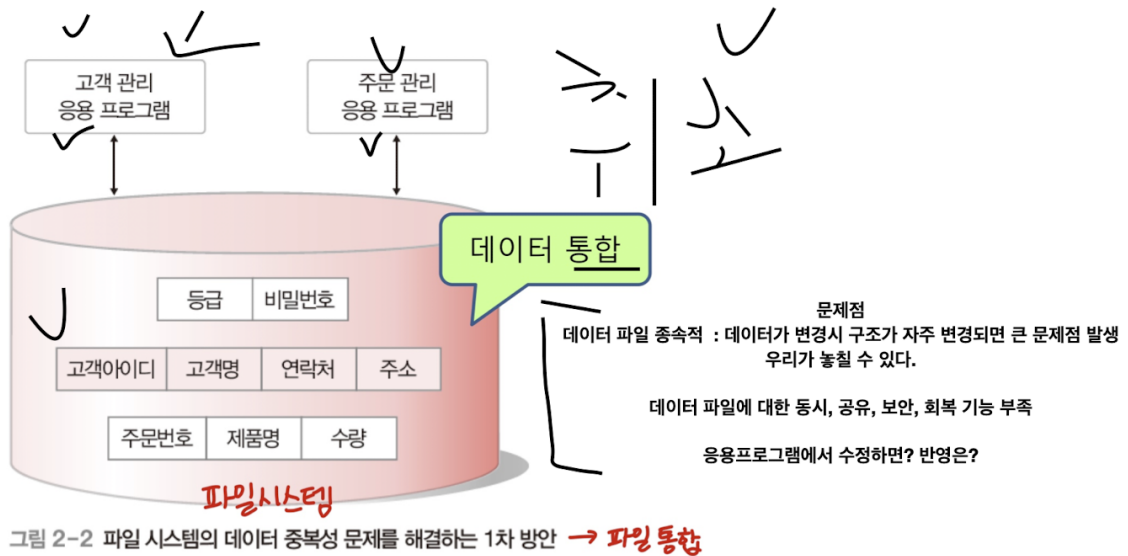 고객 관리
응용 프로그램
주문 관리
응용 프로그램
취소
데이터 통합
등급 비밀번호
고객아이디 고객명 연락처 주소
주문번호 제품명 수량
문제점
데이터 파일 종속적 : 데이터가 변경시 구조가 자주 변경되면 큰 문제점 발생
우리가 놓칠 수 있다.
데이터 파일에 대한 동시, 공유, 보안, 회복 기능 부족
응용프로그램에서 수정하면? 반영은?
파일시스템
그림 2-2 파일 시스템의 데이터 중복성 문제를 해결하는 1차 방안 → 파일 통합